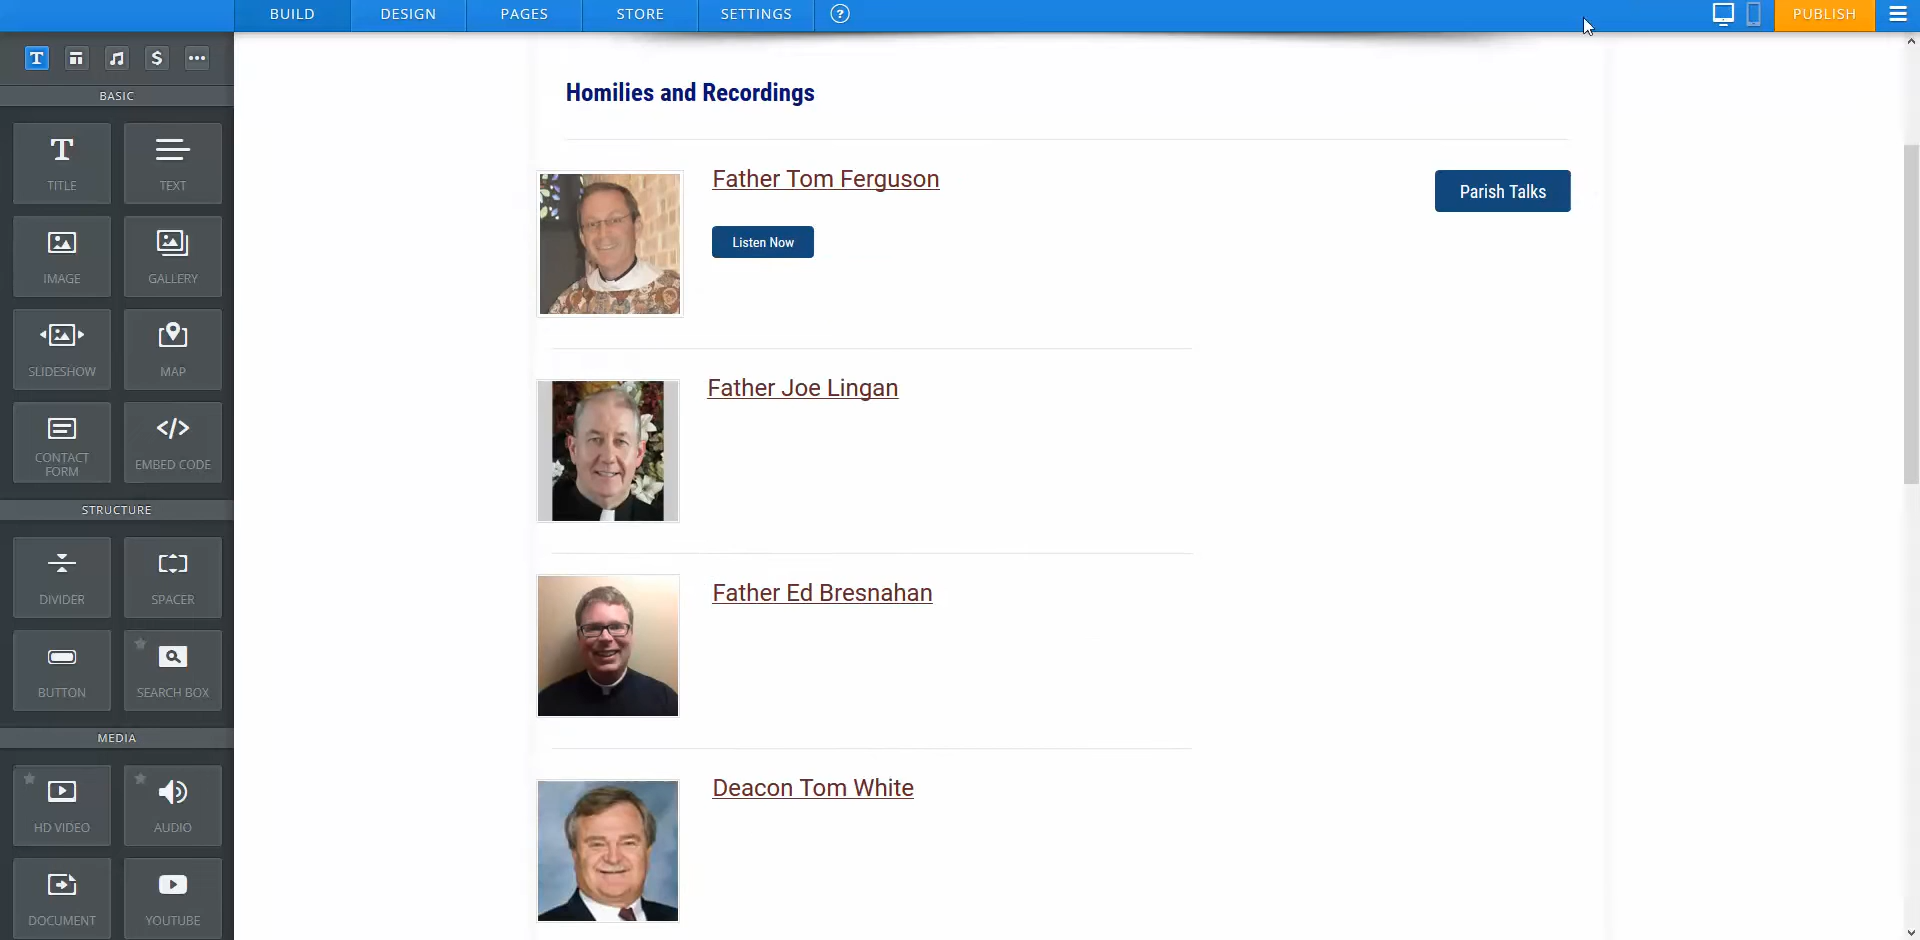 BUILD DESIGN PAGES STORE SETTINGS ? PUBLISH
T $
BASIC
T
TITLE TEXT
IMAGE GALLERY
SLIDESHOW MAP
</>
CONTACT
FORM
EMBED CODE
STRUCTURE
DIVIDER SPACER
BUTTON SEARCH BOX
MEDIA
HD VIDEO AUDIO
DOCUMENT YOUTUBE
Homilies and Recordings
Father Tom Ferguson
Parish Talks
Listen Now
Father Joe Lingan
Father Ed Bresnahan
Deacon Tom White